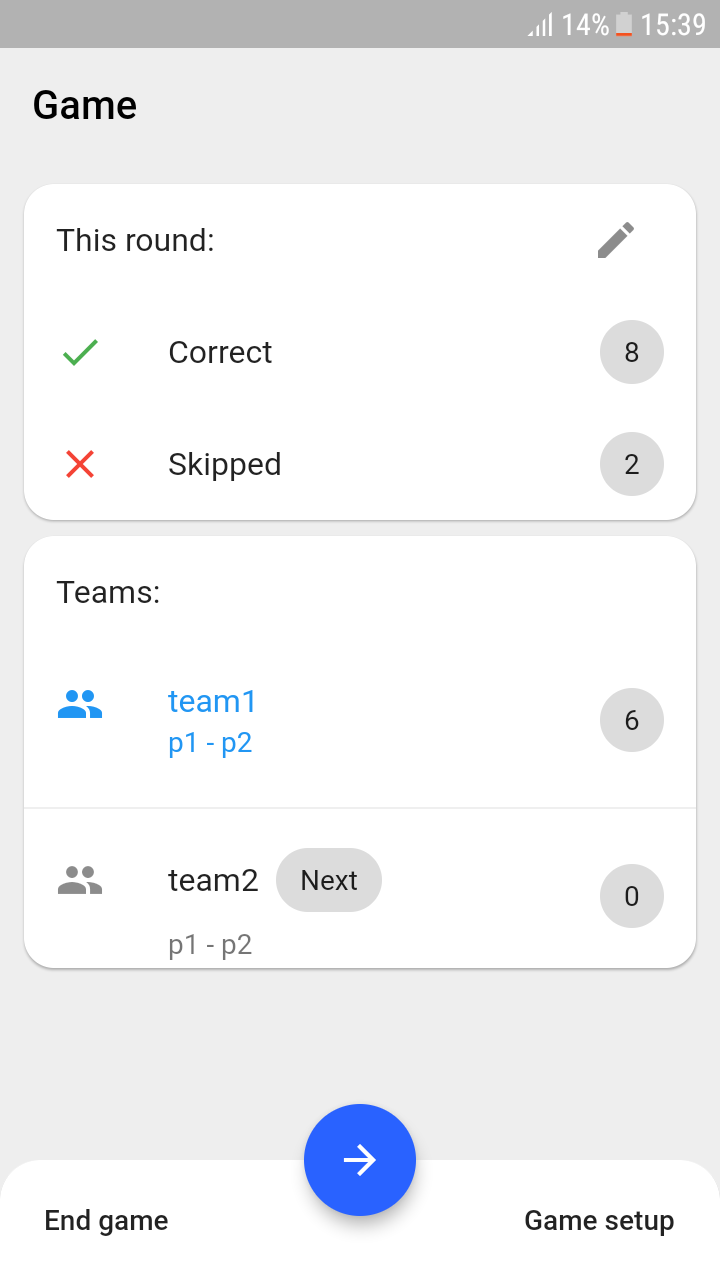 14% 15:39
Game
This round:
Correct 8
Skipped 2
Teams:
team1
p1 - p2
6
team2 Next
0
p1 - p2
End game Game setup